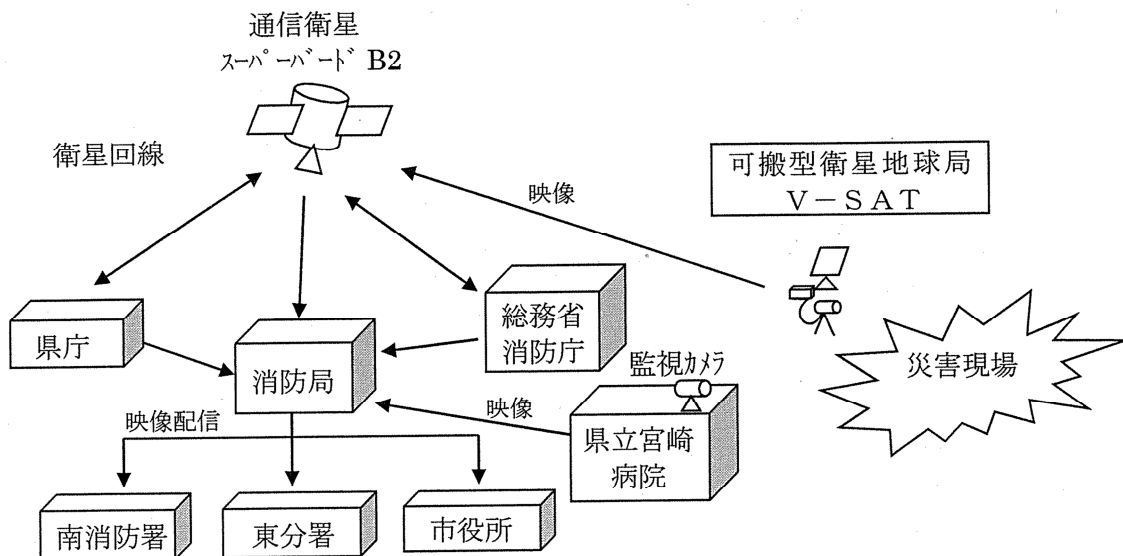 通信衛星
スーパーバード B2
衛星回線
映像
可搬型衛星地球局
V-SAT
県庁
消防局
総務省
消防庁
災害現場
監視カメラ
映像
県立宮崎
病院
映像配信
南消防署
東分署
市役所